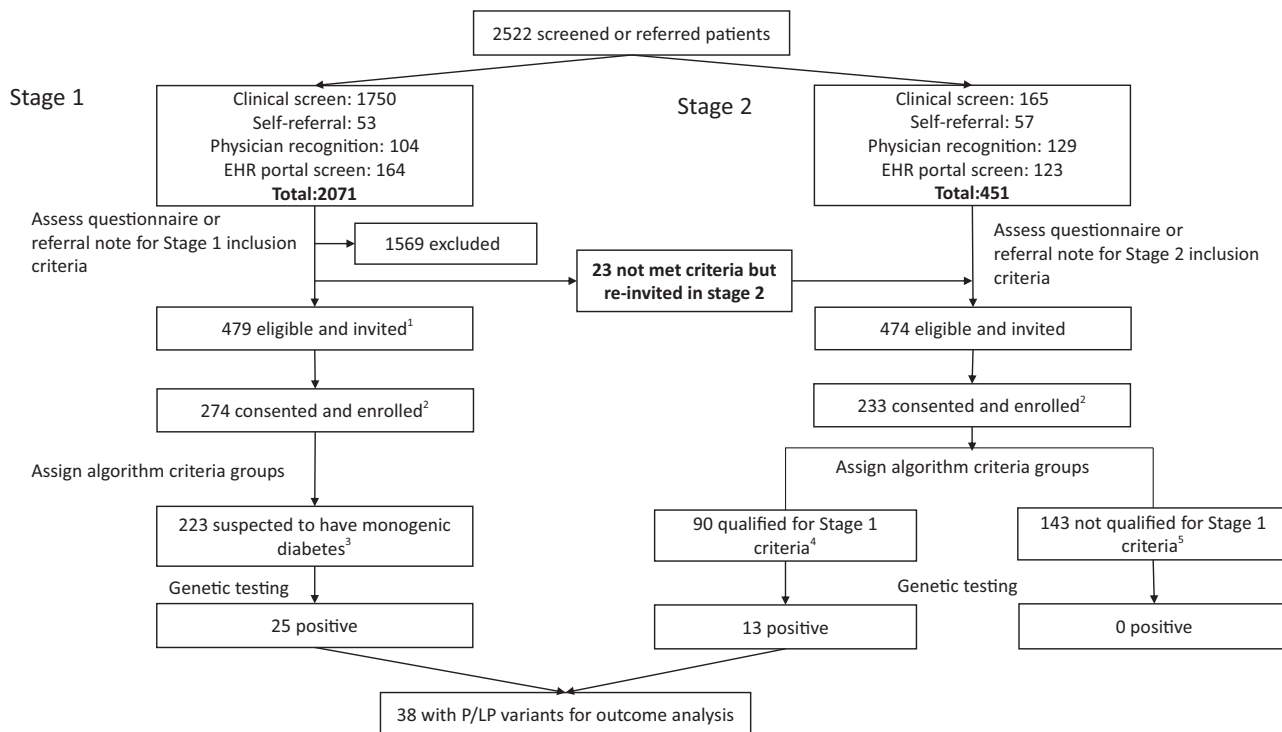 2522 screened or referred patients
Stage 1
Clinical screen: 1750
Self-referral: 53
Physician recognition: 104
EHR portal screen: 164
Total:2071
Stage 2
Clinical screen: 165
Self-referral: 57
Physician recognition: 129
EHR portal screen: 123
Total:451
Assess questionnaire or
referral note for Stage 1 inclusion
criteria
1569 excluded
23 not met criteria but
re-invited in stage 2
Assess questionnaire or
referral note for Stage 2 inclusion
criteria
479 eligible and invited1
474 eligible and invited
274 consented and enrolled2
233 consented and enrolled2
Assign algorithm criteria groups
Assign algorithm criteria groups
223 suspected to have monogenic
diabetes3
90 qualified for Stage 1
criteria4
143 not qualified for Stage 1
criteria5
Genetic testing
Genetic testing
25 positive
13 positive
0 positive
38 with P/LP variants for outcome analysis